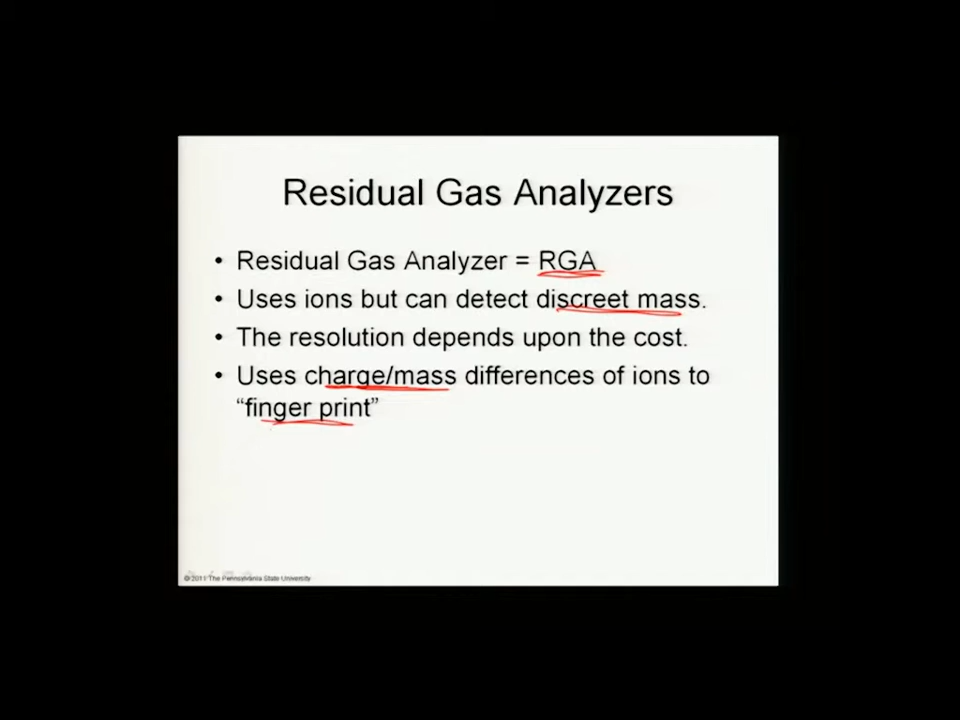 Residual Gas Analyzers
• Residual Gas Analyzer = RGA
• Uses ions but can detect discreet mass.
• The resolution depends upon the cost.
• Uses charge/mass differences of ions to
“finger print”
© 2011 The Pennsylvania State University